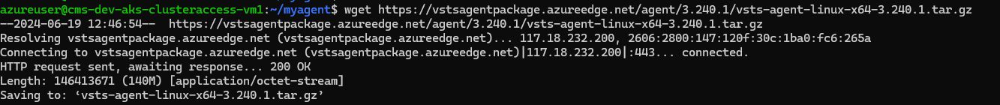 azureuser@cms-dev-aks-clusteraccess-vm1:~/myagent$ wget https://vstsagentpackage.azureedge.net/agent/3.240.1/vsts-agent-linux-x64-3.240.1.tar.gz
--2024-06-19 12:46:54--  https://vstsagentpackage.azureedge.net/agent/3.240.1/vsts-agent-linux-x64-3.240.1.tar.gz
Resolving vstsagentpackage.azureedge.net (vstsagentpackage.azureedge.net)... 117.18.232.200, 2606:2800:147:120f:30c:1ba0:fc6:265a
Connecting to vstsagentpackage.azureedge.net (vstsagentpackage.azureedge.net)|117.18.232.200|:443... connected.
HTTP request sent, awaiting response... 200 OK
Length: 146413671 (140M) [application/octet-stream]
Saving to: ‘vsts-agent-linux-x64-3.240.1.tar.gz’